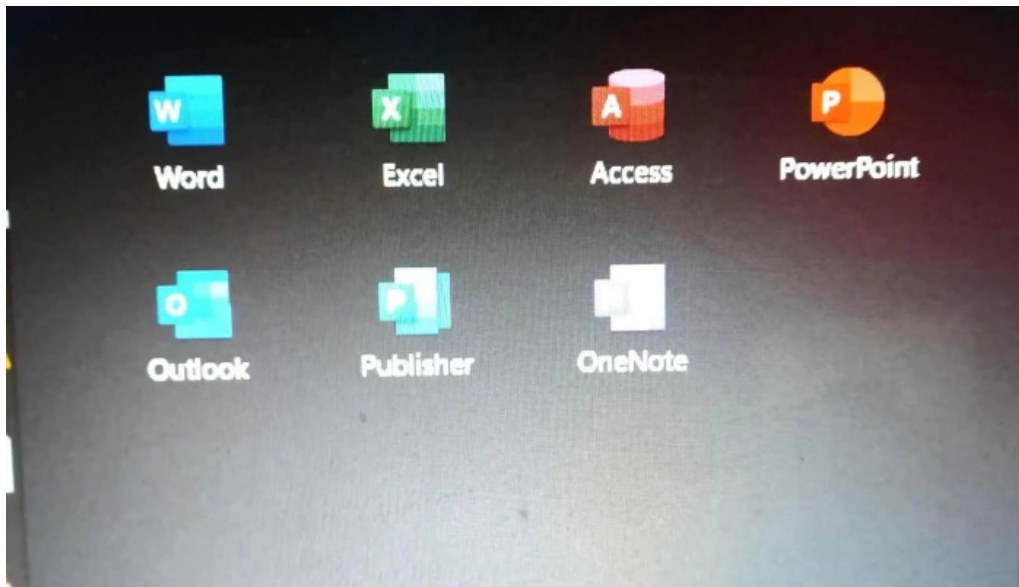 W X A P
Word Excel Access PowerPoint
O P
Outlook Publisher OneNote